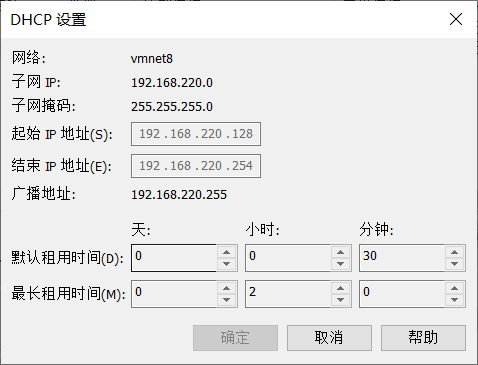 DHCP 设置
网络: vmnet8
子网 IP: 192.168.220.0
子网掩码: 255.255.255.0
起始 IP 地址(S): 192 . 168 . 220 . 128
结束 IP 地址(E): 192 . 168 . 220 . 254
广播地址: 192.168.220.255
天: 小时: 分钟:
默认租用时间(D): 0 0 30
最长租用时间(M): 0 2 0
确定 取消 帮助